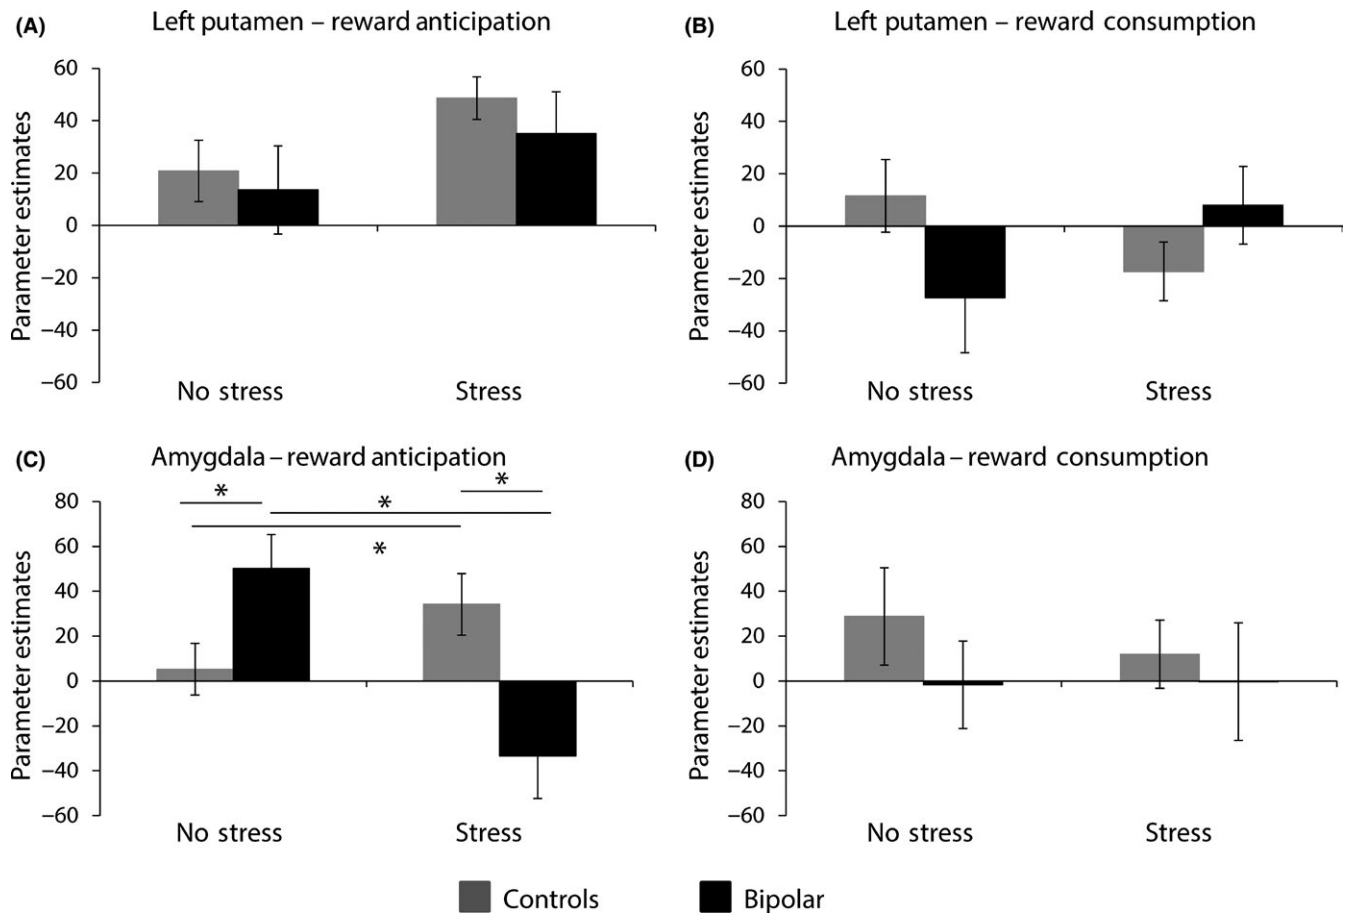 (A) Left putamen – reward anticipation
Parameter estimates
60
40
20
0
–20
–40
–60
No stress Stress
(B) Left putamen – reward consumption
Parameter estimates
60
40
20
0
–20
–40
–60
No stress Stress
(C) Amygdala – reward anticipation
Parameter estimates
80
60
40
20
0
–20
–40
–60
* * * *
No stress Stress
(D) Amygdala – reward consumption
Parameter estimates
80
60
40
20
0
–20
–40
–60
No stress Stress
Controls Bipolar